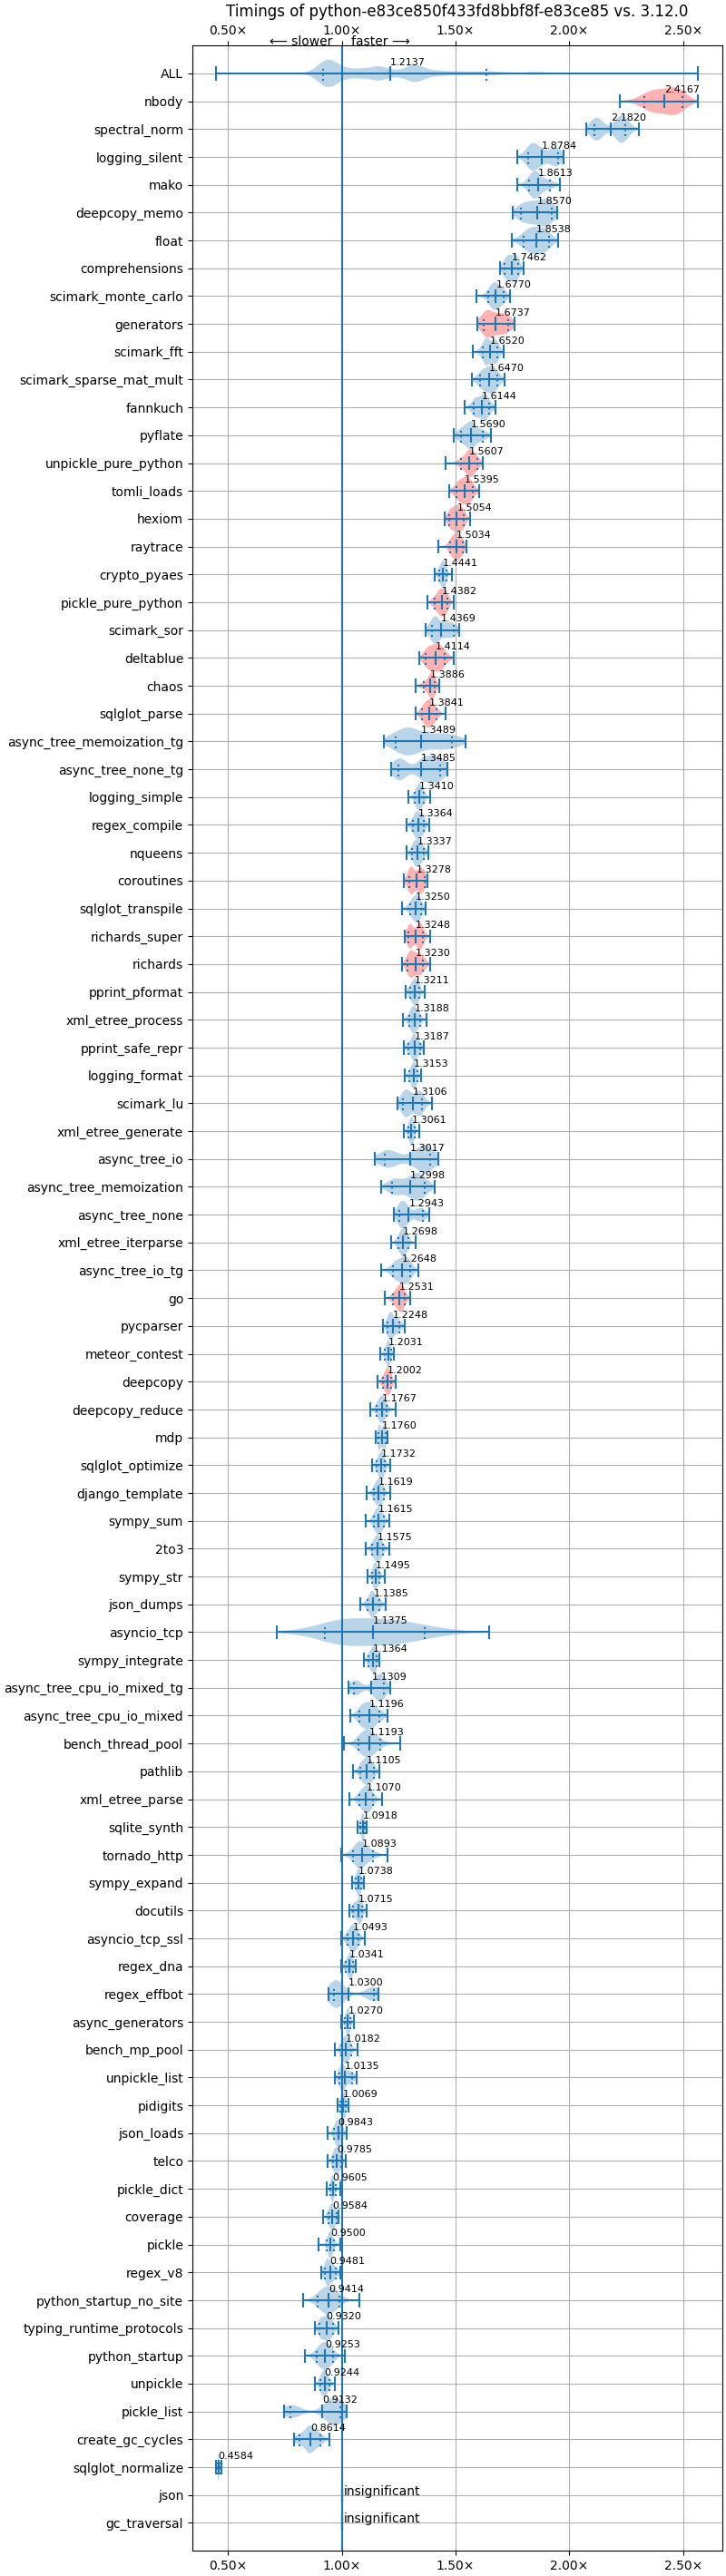 Timings of python-e83ce850f433fd8bbf8f-e83ce85 vs. 3.12.0
0.50× 1.00× 1.50× 2.00× 2.50×
⟵ slower faster ⟶
ALL 1.2137
nbody 2.4167
spectral_norm 2.1820
logging_silent 1.8784
mako 1.8613
deepcopy_memo 1.8570
float 1.8538
comprehensions 1.7462
scimark_monte_carlo 1.6770
generators 1.6737
scimark_fft 1.6520
scimark_sparse_mat_mult 1.6470
fannkuch 1.6144
pyflate 1.5690
unpickle_pure_python 1.5607
tomli_loads 1.5395
hexiom 1.5054
raytrace 1.5034
crypto_pyaes 1.4441
pickle_pure_python 1.4382
scimark_sor 1.4369
deltablue 1.4114
chaos 1.3886
sqlglot_parse 1.3841
async_tree_memoization_tg 1.3489
async_tree_none_tg 1.3485
logging_simple 1.3410
regex_compile 1.3364
nqueens 1.3337
coroutines 1.3278
sqlglot_transpile 1.3250
richards_super 1.3248
richards 1.3230
pprint_pformat 1.3211
xml_etree_process 1.3188
pprint_safe_repr 1.3187
logging_format 1.3153
scimark_lu 1.3106
xml_etree_generate 1.3061
async_tree_io 1.3017
async_tree_memoization 1.2998
async_tree_none 1.2943
xml_etree_iterparse 1.2698
async_tree_io_tg 1.2648
go 1.2531
pycparser 1.2248
meteor_contest 1.2031
deepcopy 1.2002
deepcopy_reduce 1.1767
mdp 1.1760
sqlglot_optimize 1.1732
django_template 1.1619
sympy_sum 1.1615
2to3 1.1575
sympy_str 1.1495
json_dumps 1.1385
asyncio_tcp 1.1375
sympy_integrate 1.1364
async_tree_cpu_io_mixed_tg 1.1309
async_tree_cpu_io_mixed 1.1196
bench_thread_pool 1.1193
pathlib 1.1105
xml_etree_parse 1.1070
sqlite_synth 1.0918
tornado_http 1.0893
sympy_expand 1.0738
docutils 1.0715
asyncio_tcp_ssl 1.0493
regex_dna 1.0341
regex_effbot 1.0300
async_generators 1.0270
bench_mp_pool 1.0182
unpickle_list 1.0135
pidigits 1.0069
json_loads 0.9843
telco 0.9785
pickle_dict 0.9605
coverage 0.9584
pickle 0.9500
regex_v8 0.9481
python_startup_no_site 0.9414
typing_runtime_protocols 0.9320
python_startup 0.9253
unpickle 0.9244
pickle_list 0.9132
create_gc_cycles 0.8614
sqlglot_normalize 0.4584
json insignificant
gc_traversal insignificant
0.50× 1.00× 1.50× 2.00× 2.50×